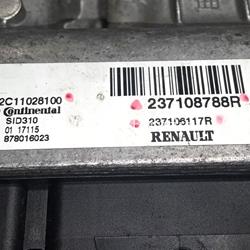 2C11028100
Continental
SID310
01 17115
878016023
237108788R
237106117R
RENAULT